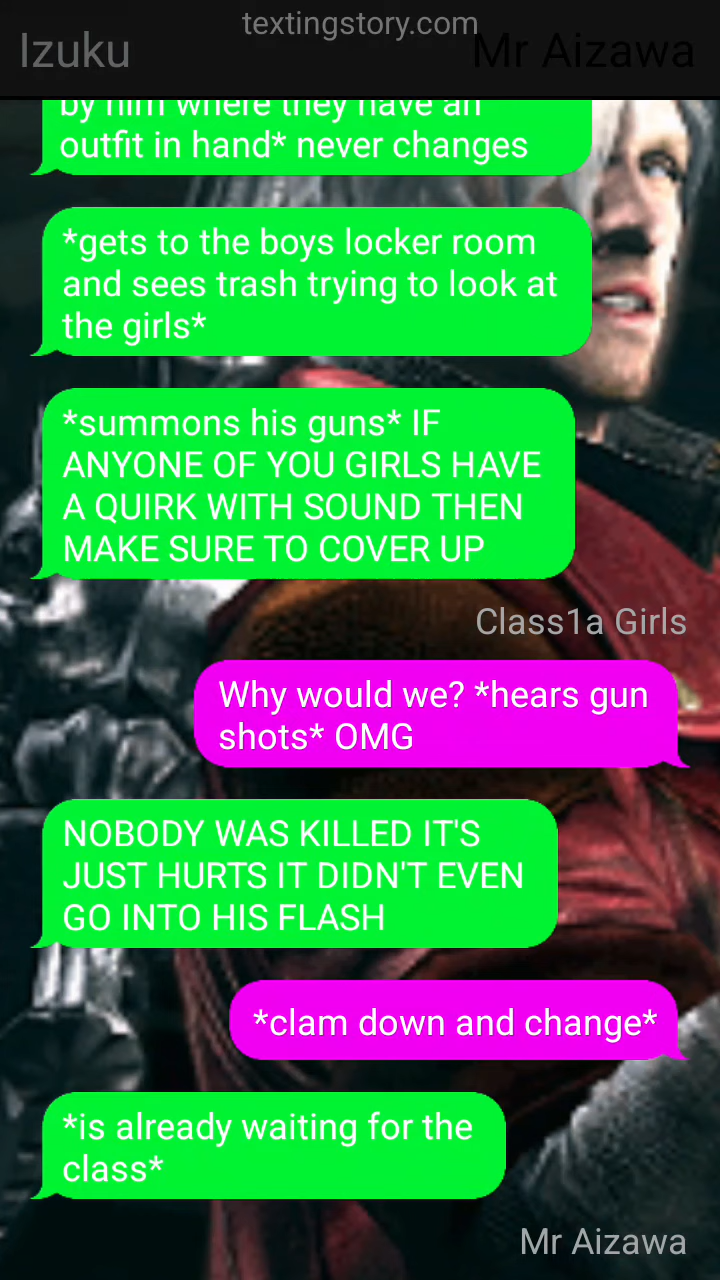 textingstory.com
Izuku
Mr Aizawa
by him where they have an
outfit in hand* never changes
*gets to the boys locker room
and sees trash trying to look at
the girls*
*summons his guns* IF
ANYONE OF YOU GIRLS HAVE
A QUIRK WITH SOUND THEN
MAKE SURE TO COVER UP
Class1a Girls
Why would we? *hears gun
shots* OMG
NOBODY WAS KILLED IT'S
JUST HURTS IT DIDN'T EVEN
GO INTO HIS FLASH
*clam down and change*
*is already waiting for the
class*
Mr Aizawa